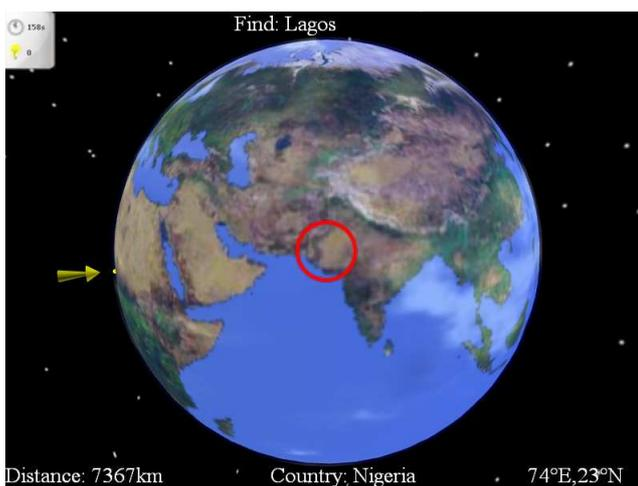 158s
Find: Lagos
0
Distance: 7367km
Country: Nigeria
74°E,23°N